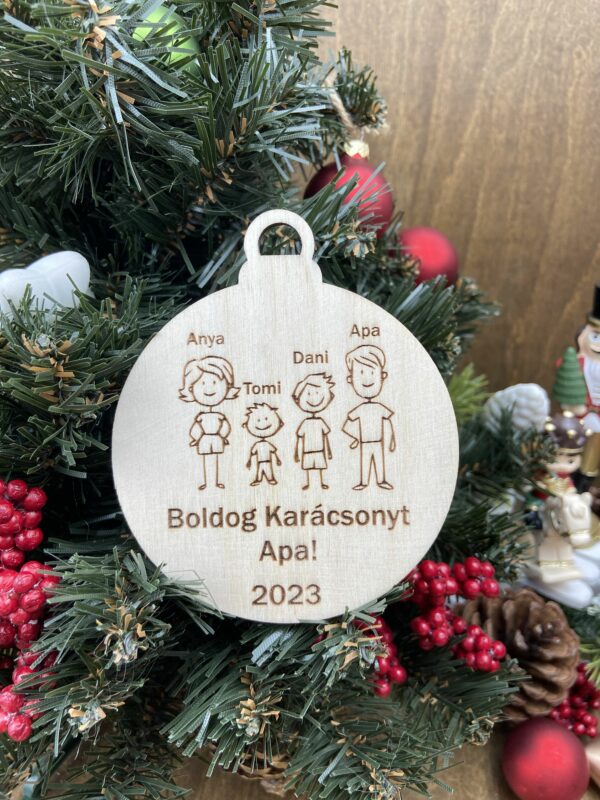 Anya
Tomi
Dani
Apa
Boldog Karácsonyt
Apa!
2023